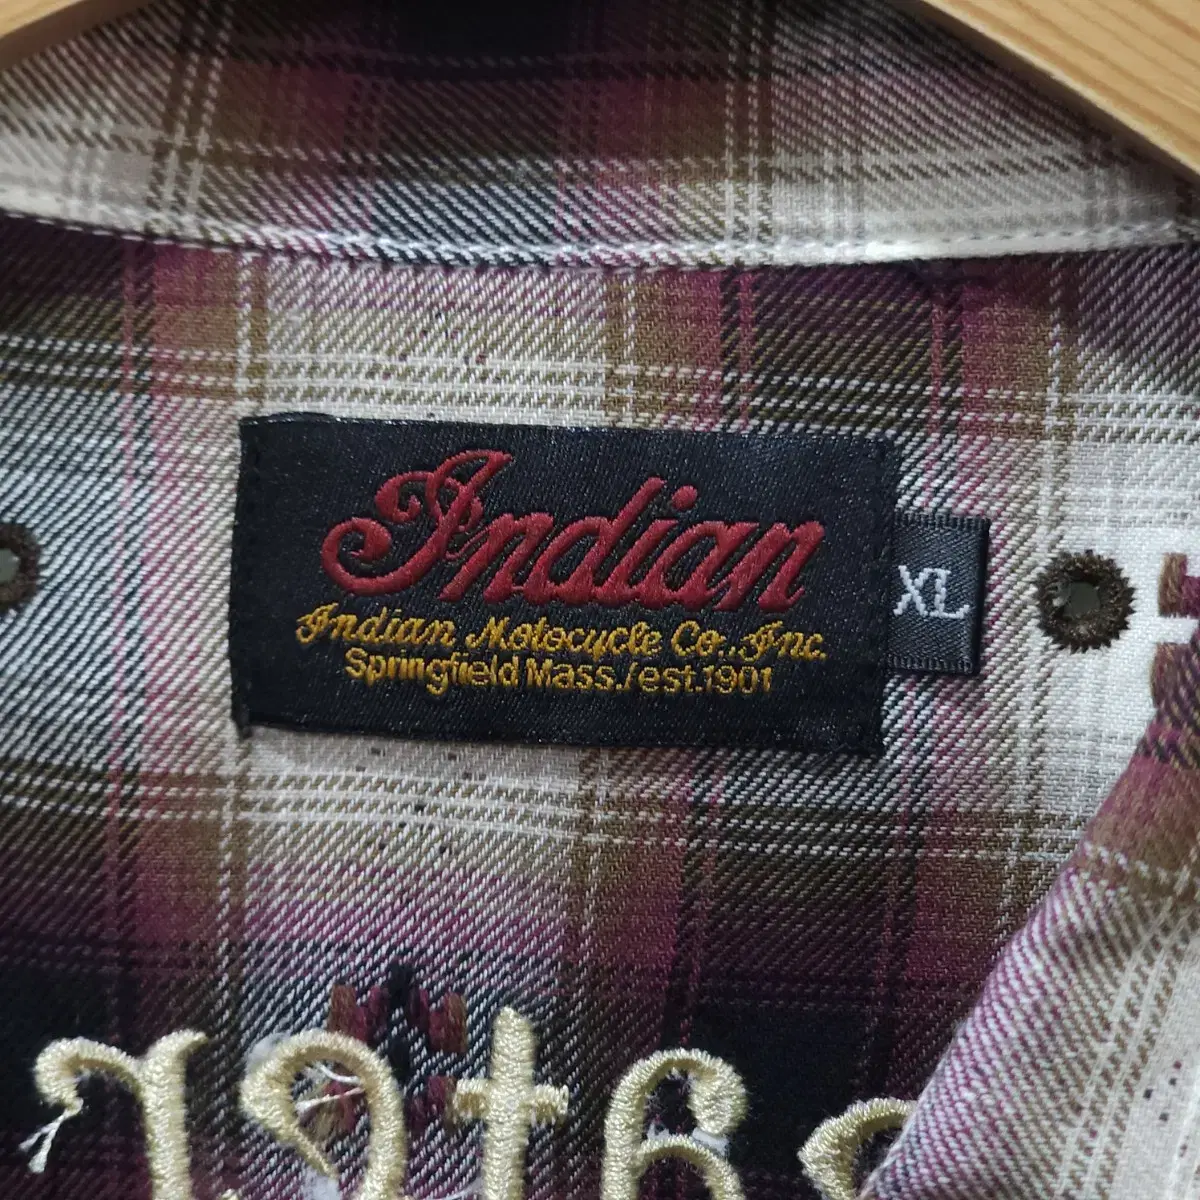 Indian
Indian Motocycle Co., Inc.
Springfield Mass./est.1901
XL